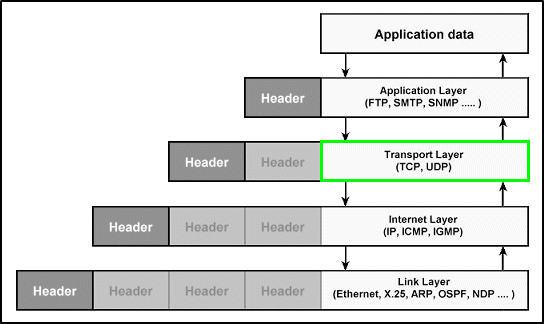 Application data
Header
Application Layer
(FTP, SMTP, SNMP ..... )
Header Header
Transport Layer
(TCP, UDP)
Header Header Header
Internet Layer
(IP, ICMP, IGMP)
Header Header Header Header
Link Layer
(Ethernet, X.25, ARP, OSPF, NDP .... )